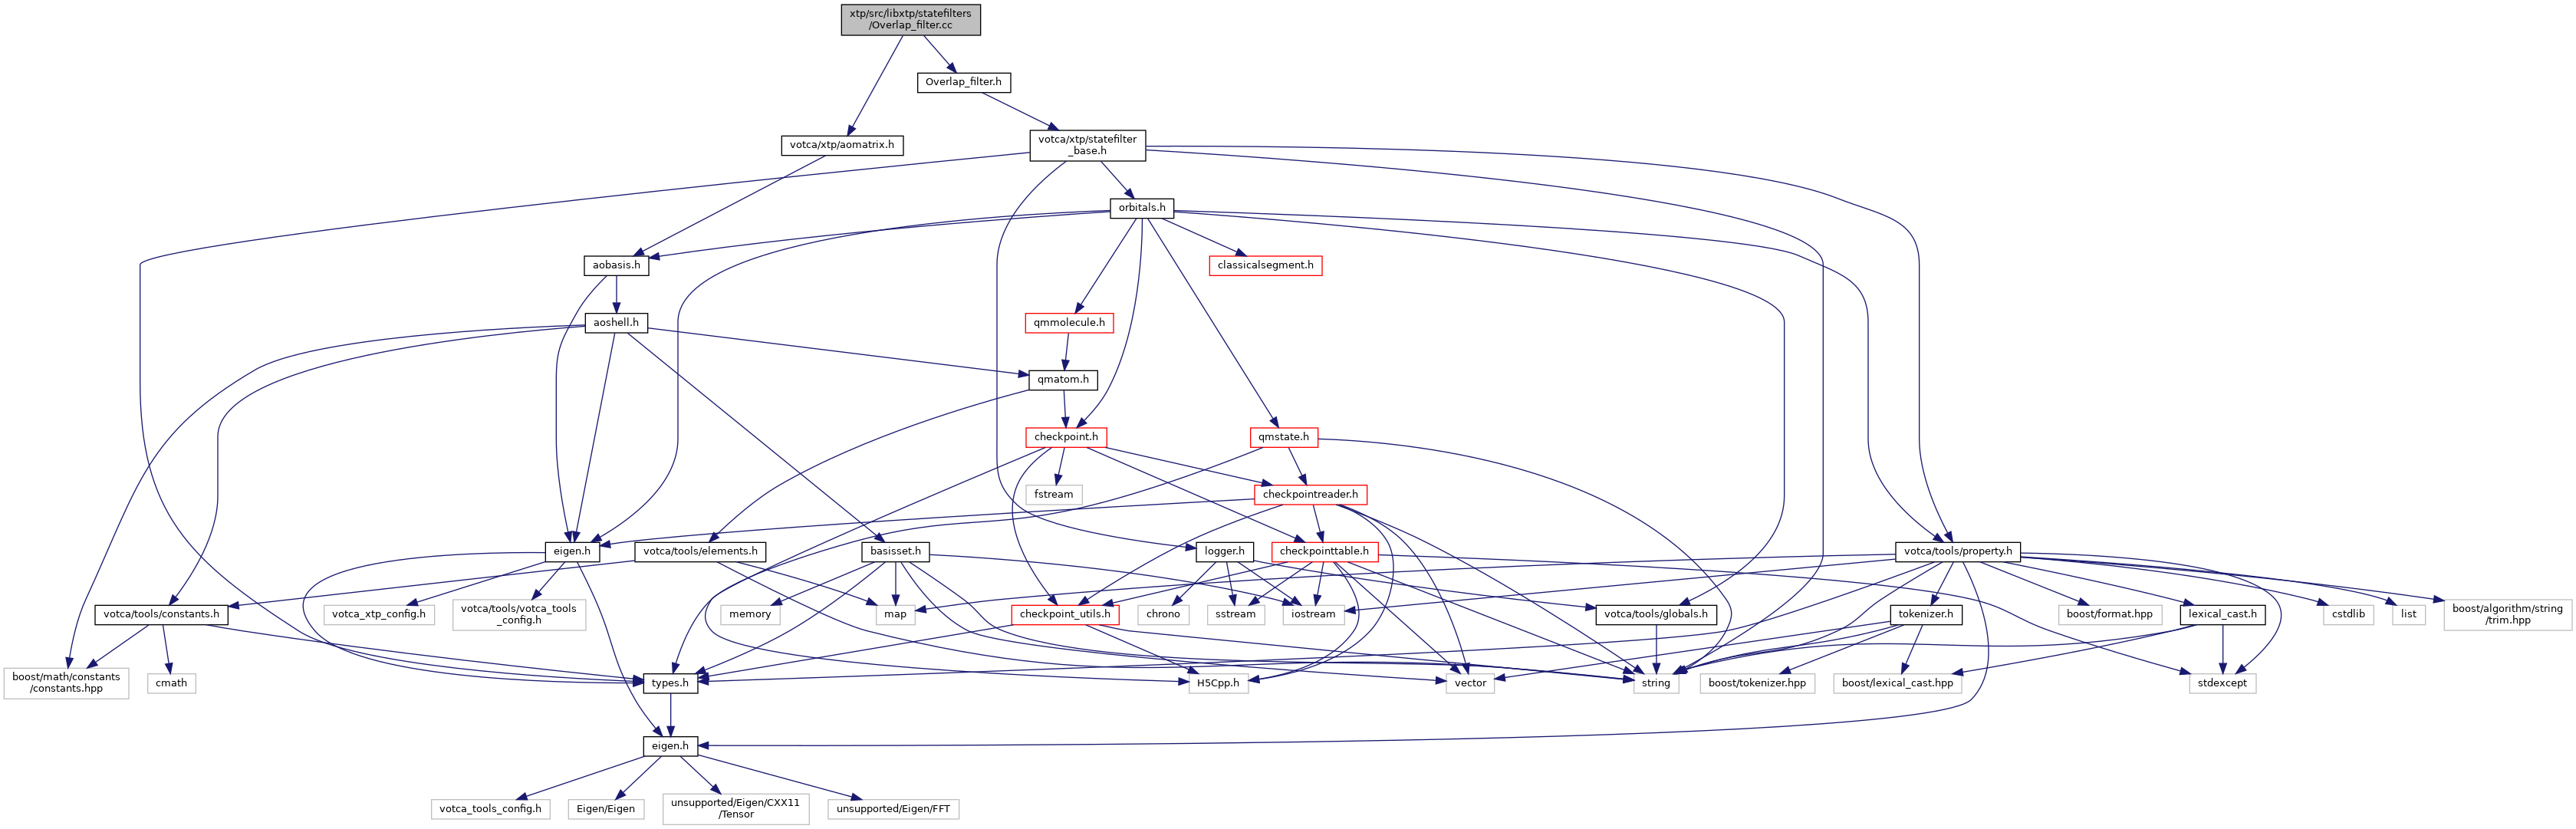 xtp/src/libxtp/statefilters
/Overlap_filter.cc
Overlap_filter.h
votca/xtp/aomatrix.h
votca/xtp/statefilter
_base.h
orbitals.h
aobasis.h
classicalsegment.h
aoshell.h
qmmolecule.h
qmatom.h
checkpoint.h
qmstate.h
fstream
checkpointreader.h
eigen.h
votca/tools/elements.h
basisset.h
logger.h
checkpointtable.h
votca/tools/property.h
votca/tools/constants.h
votca_xtp_config.h
votca/tools/votca_tools
_config.h
memory
map
checkpoint_utils.h
chrono
sstream
iostream
votca/tools/globals.h
tokenizer.h
boost/format.hpp
lexical_cast.h
cstdlib
list
boost/algorithm/string
/trim.hpp
boost/math/constants
/constants.hpp
cmath
types.h
H5Cpp.h
vector
string
boost/tokenizer.hpp
boost/lexical_cast.hpp
stdexcept
eigen.h
votca_tools_config.h
Eigen/Eigen
unsupported/Eigen/CXX11
/Tensor
unsupported/Eigen/FFT